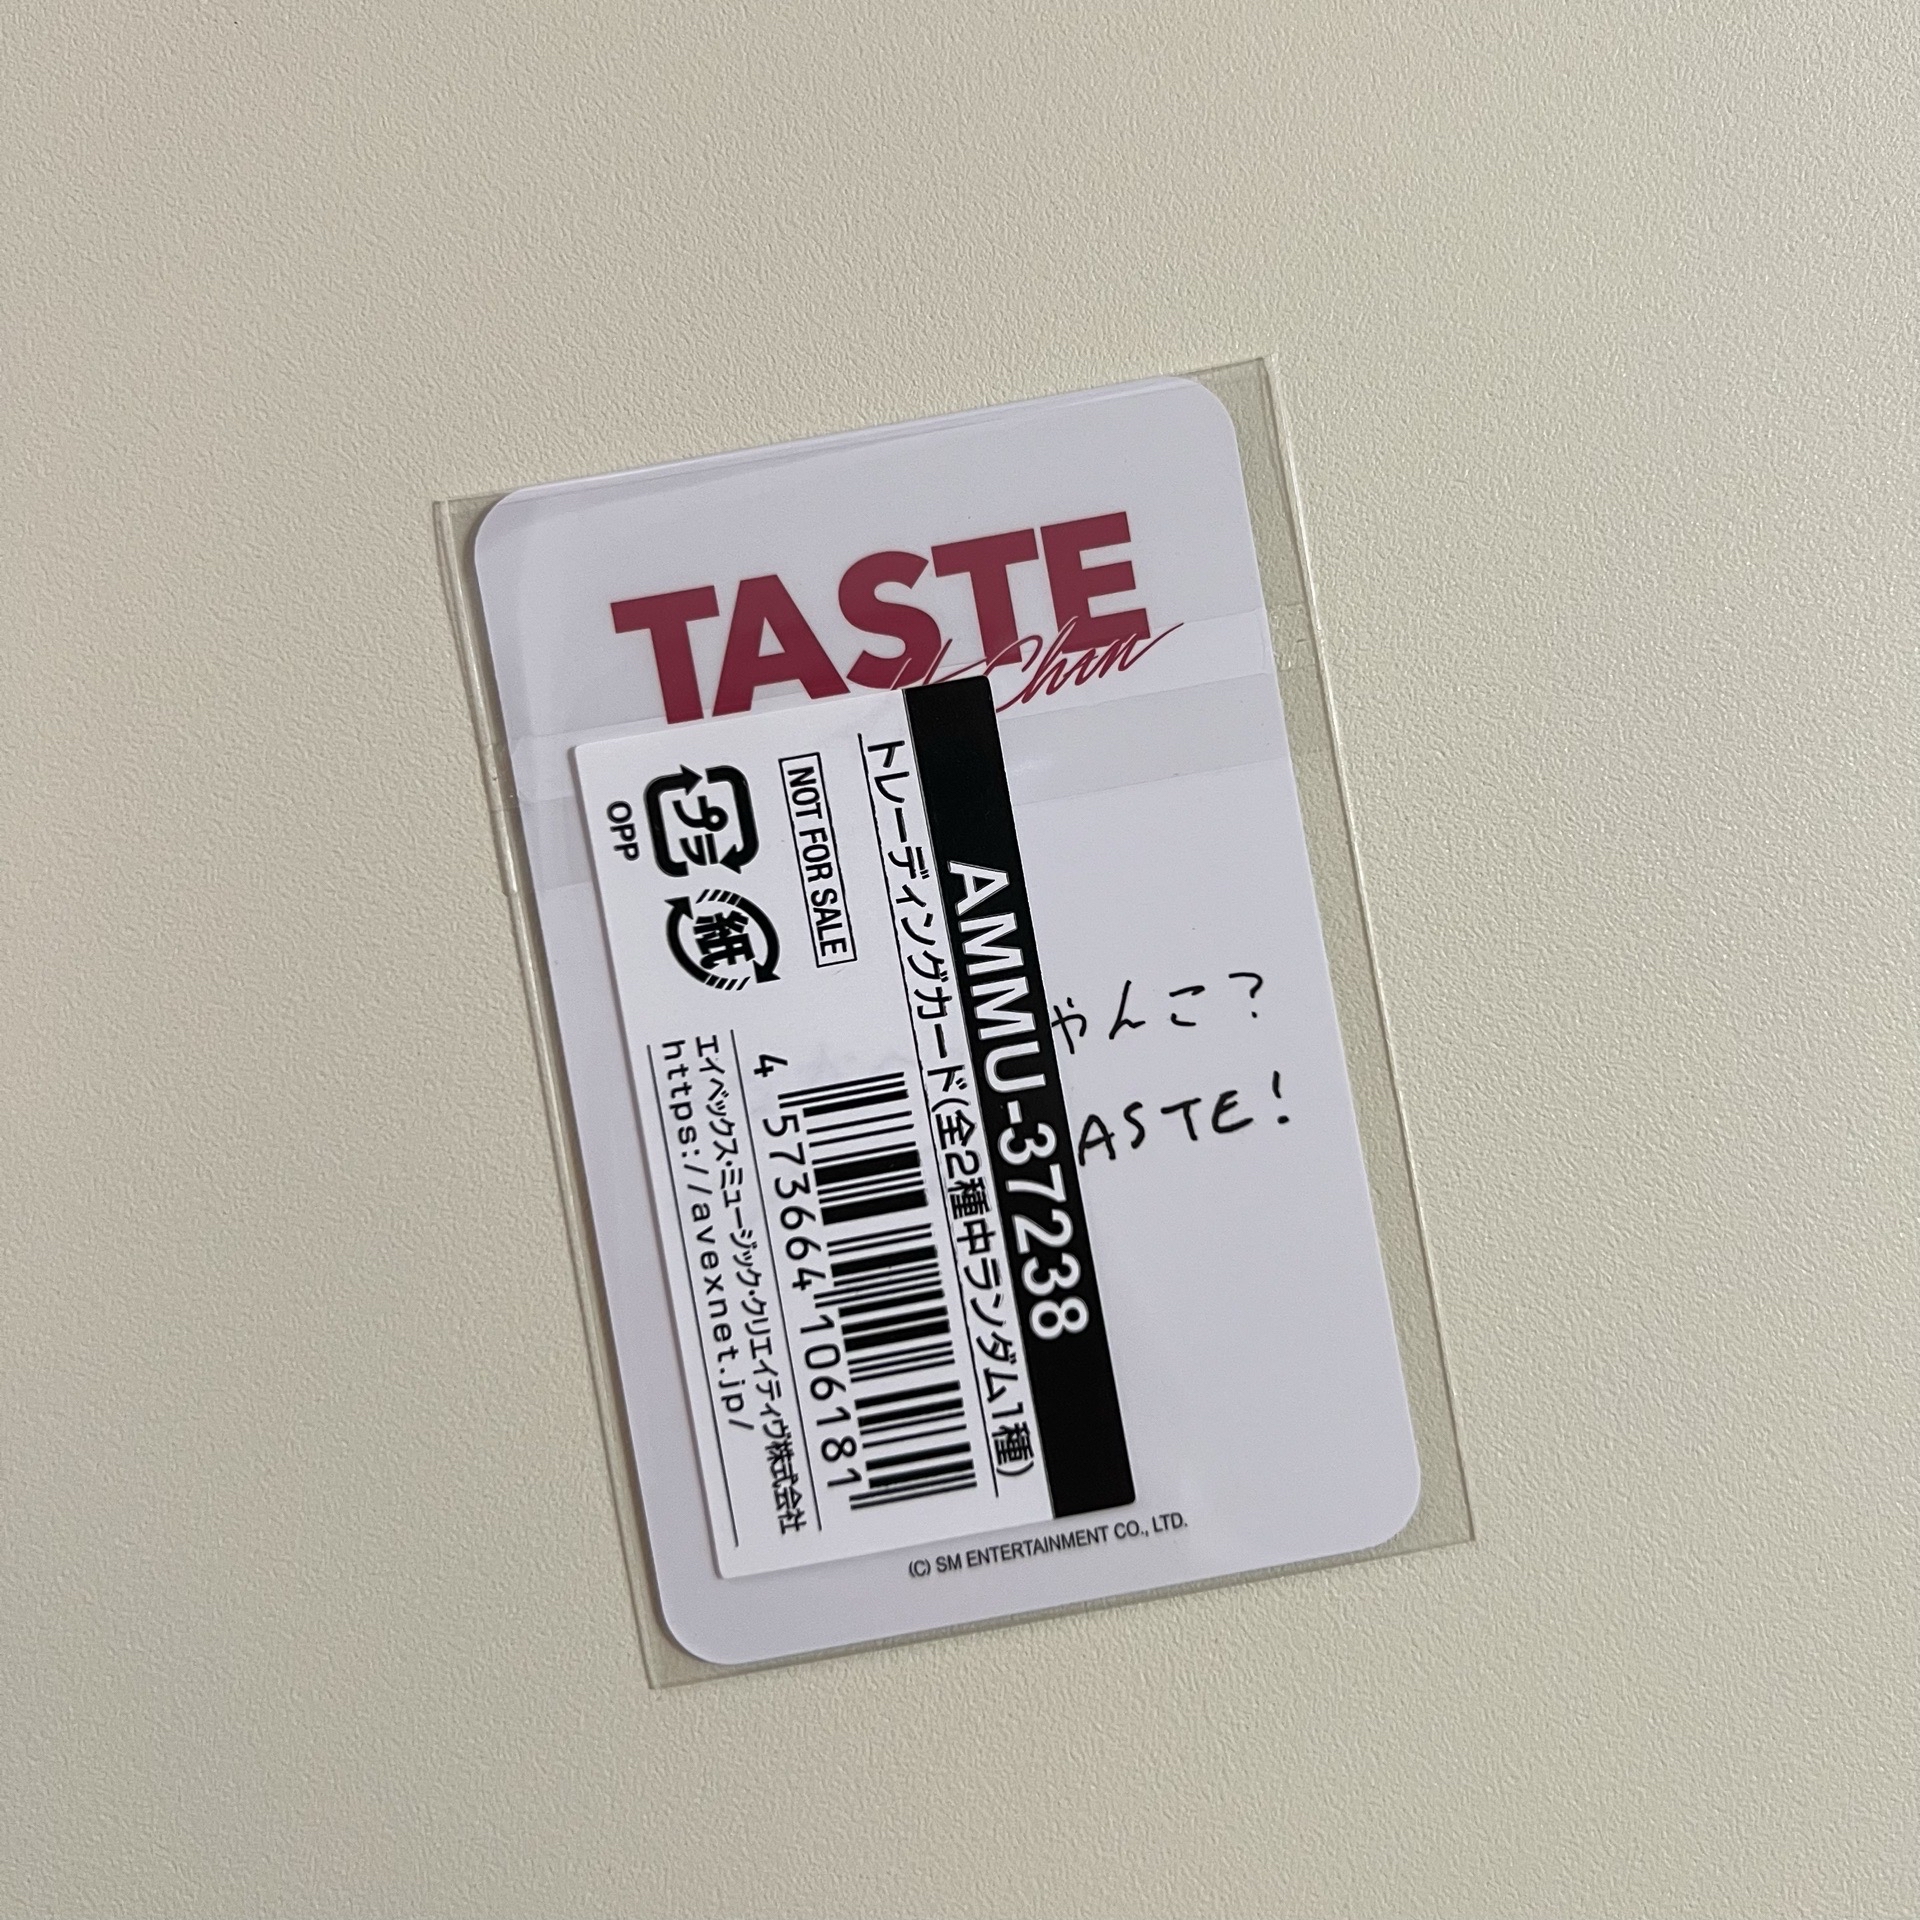 TASTE
U-Chan
AMMU-37238
トレーディングカード(全2種中ランダム1種)
NOT FOR SALE
プラ
紙
OPP
4 573664 106181
エイベックス・ミュージック・クリエイティヴ株式会社
https://avexnet.jp/
やんこ?
ASTE!
(C) SM ENTERTAINMENT CO., LTD.